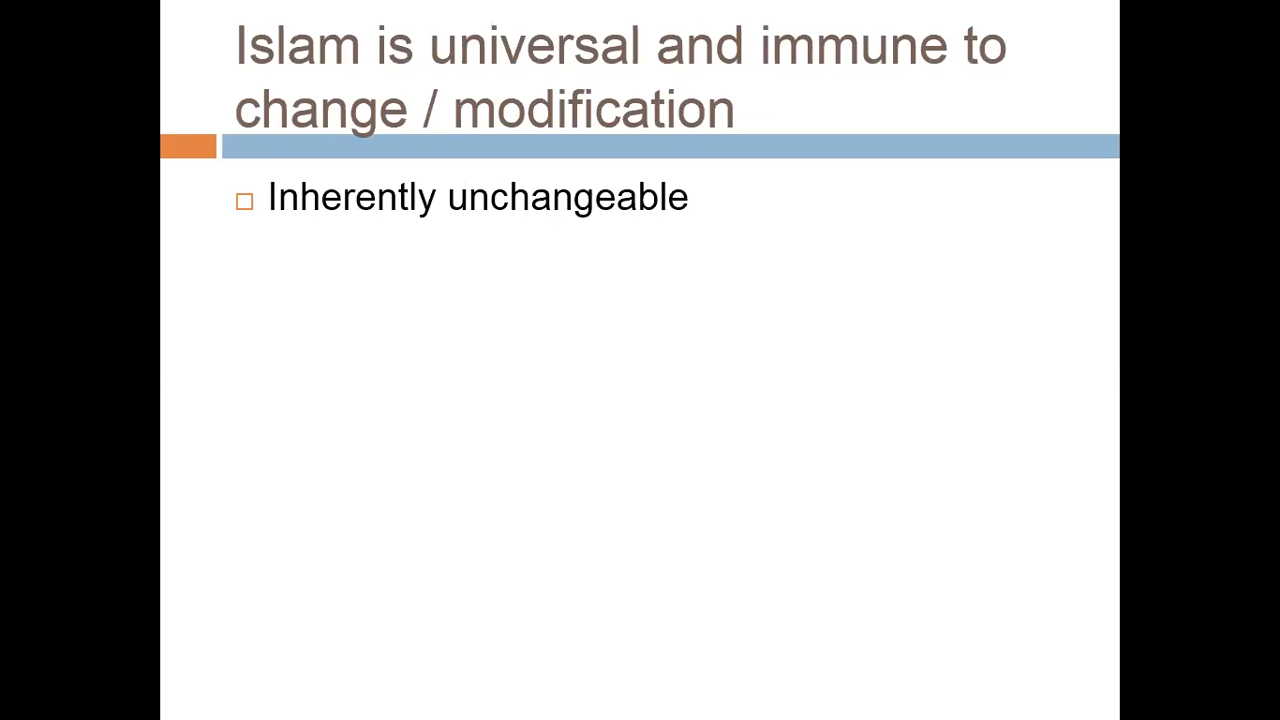 Islam is universal and immune to
change / modification
Inherently unchangeable